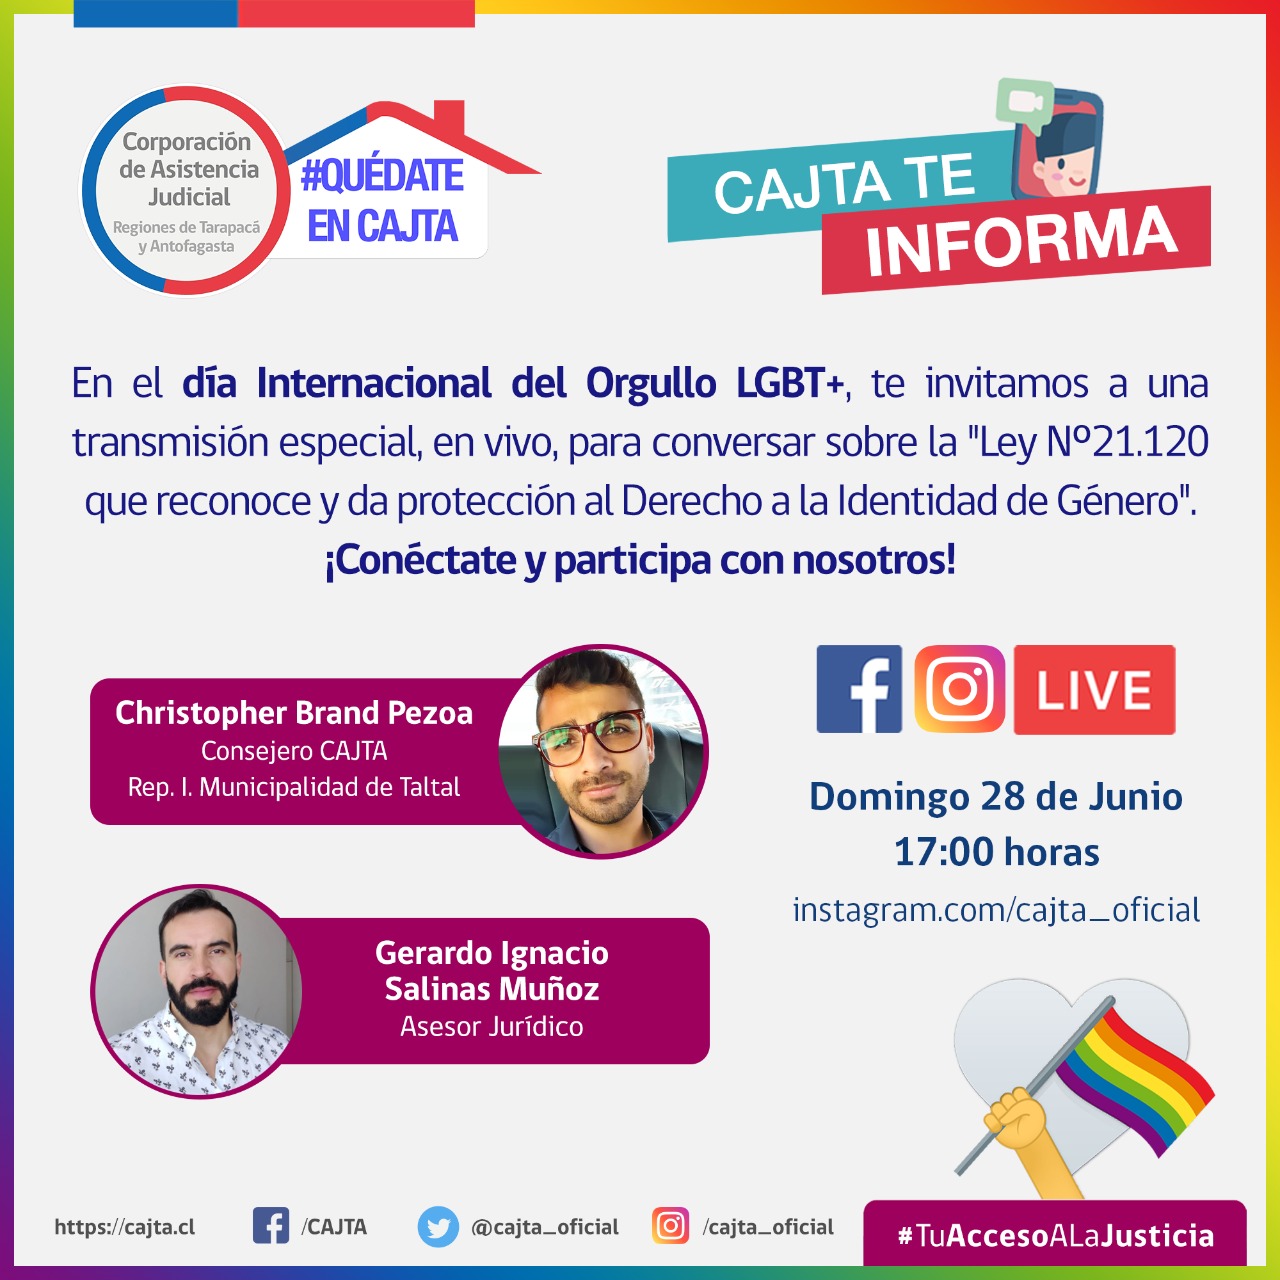 Corporación
de Asistencia
Judicial
Regiones de Tarapacá
y Antofagasta
#QUÉDATE
EN CAJTA
CAJTA TE
INFORMA
En el día Internacional del Orgullo LGBT+, te invitamos a una
transmisión especial, en vivo, para conversar sobre la "Ley Nº21.120
que reconoce y da protección al Derecho a la Identidad de Género".
¡Conéctate y participa con nosotros!
Christopher Brand Pezoa
Consejero CAJTA
Rep. I. Municipalidad de Taltal
Gerardo Ignacio
Salinas Muñoz
Asesor Jurídico
LIVE
Domingo 28 de Junio
17:00 horas
instagram.com/cajta_oficial
https://cajta.cl
/CAJTA
@cajta_oficial
/cajta_oficial
#TuAccesoALaJusticia